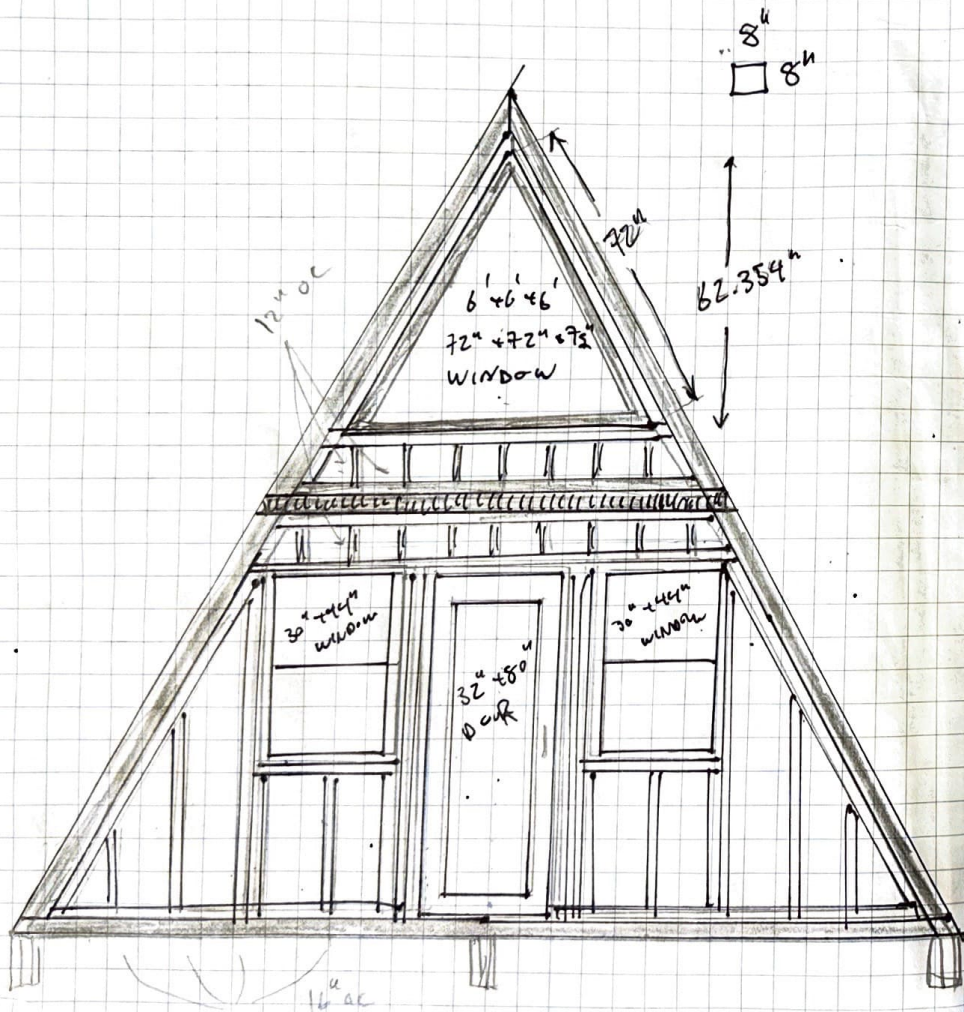 8"
8"
12" OC
72"
62.354"
6'x6'x6'
72"x72"x72"
WINDOW
30"x44"
WINDOW
32"x80"
DOOR
30"x44"
WINDOW
16" OC